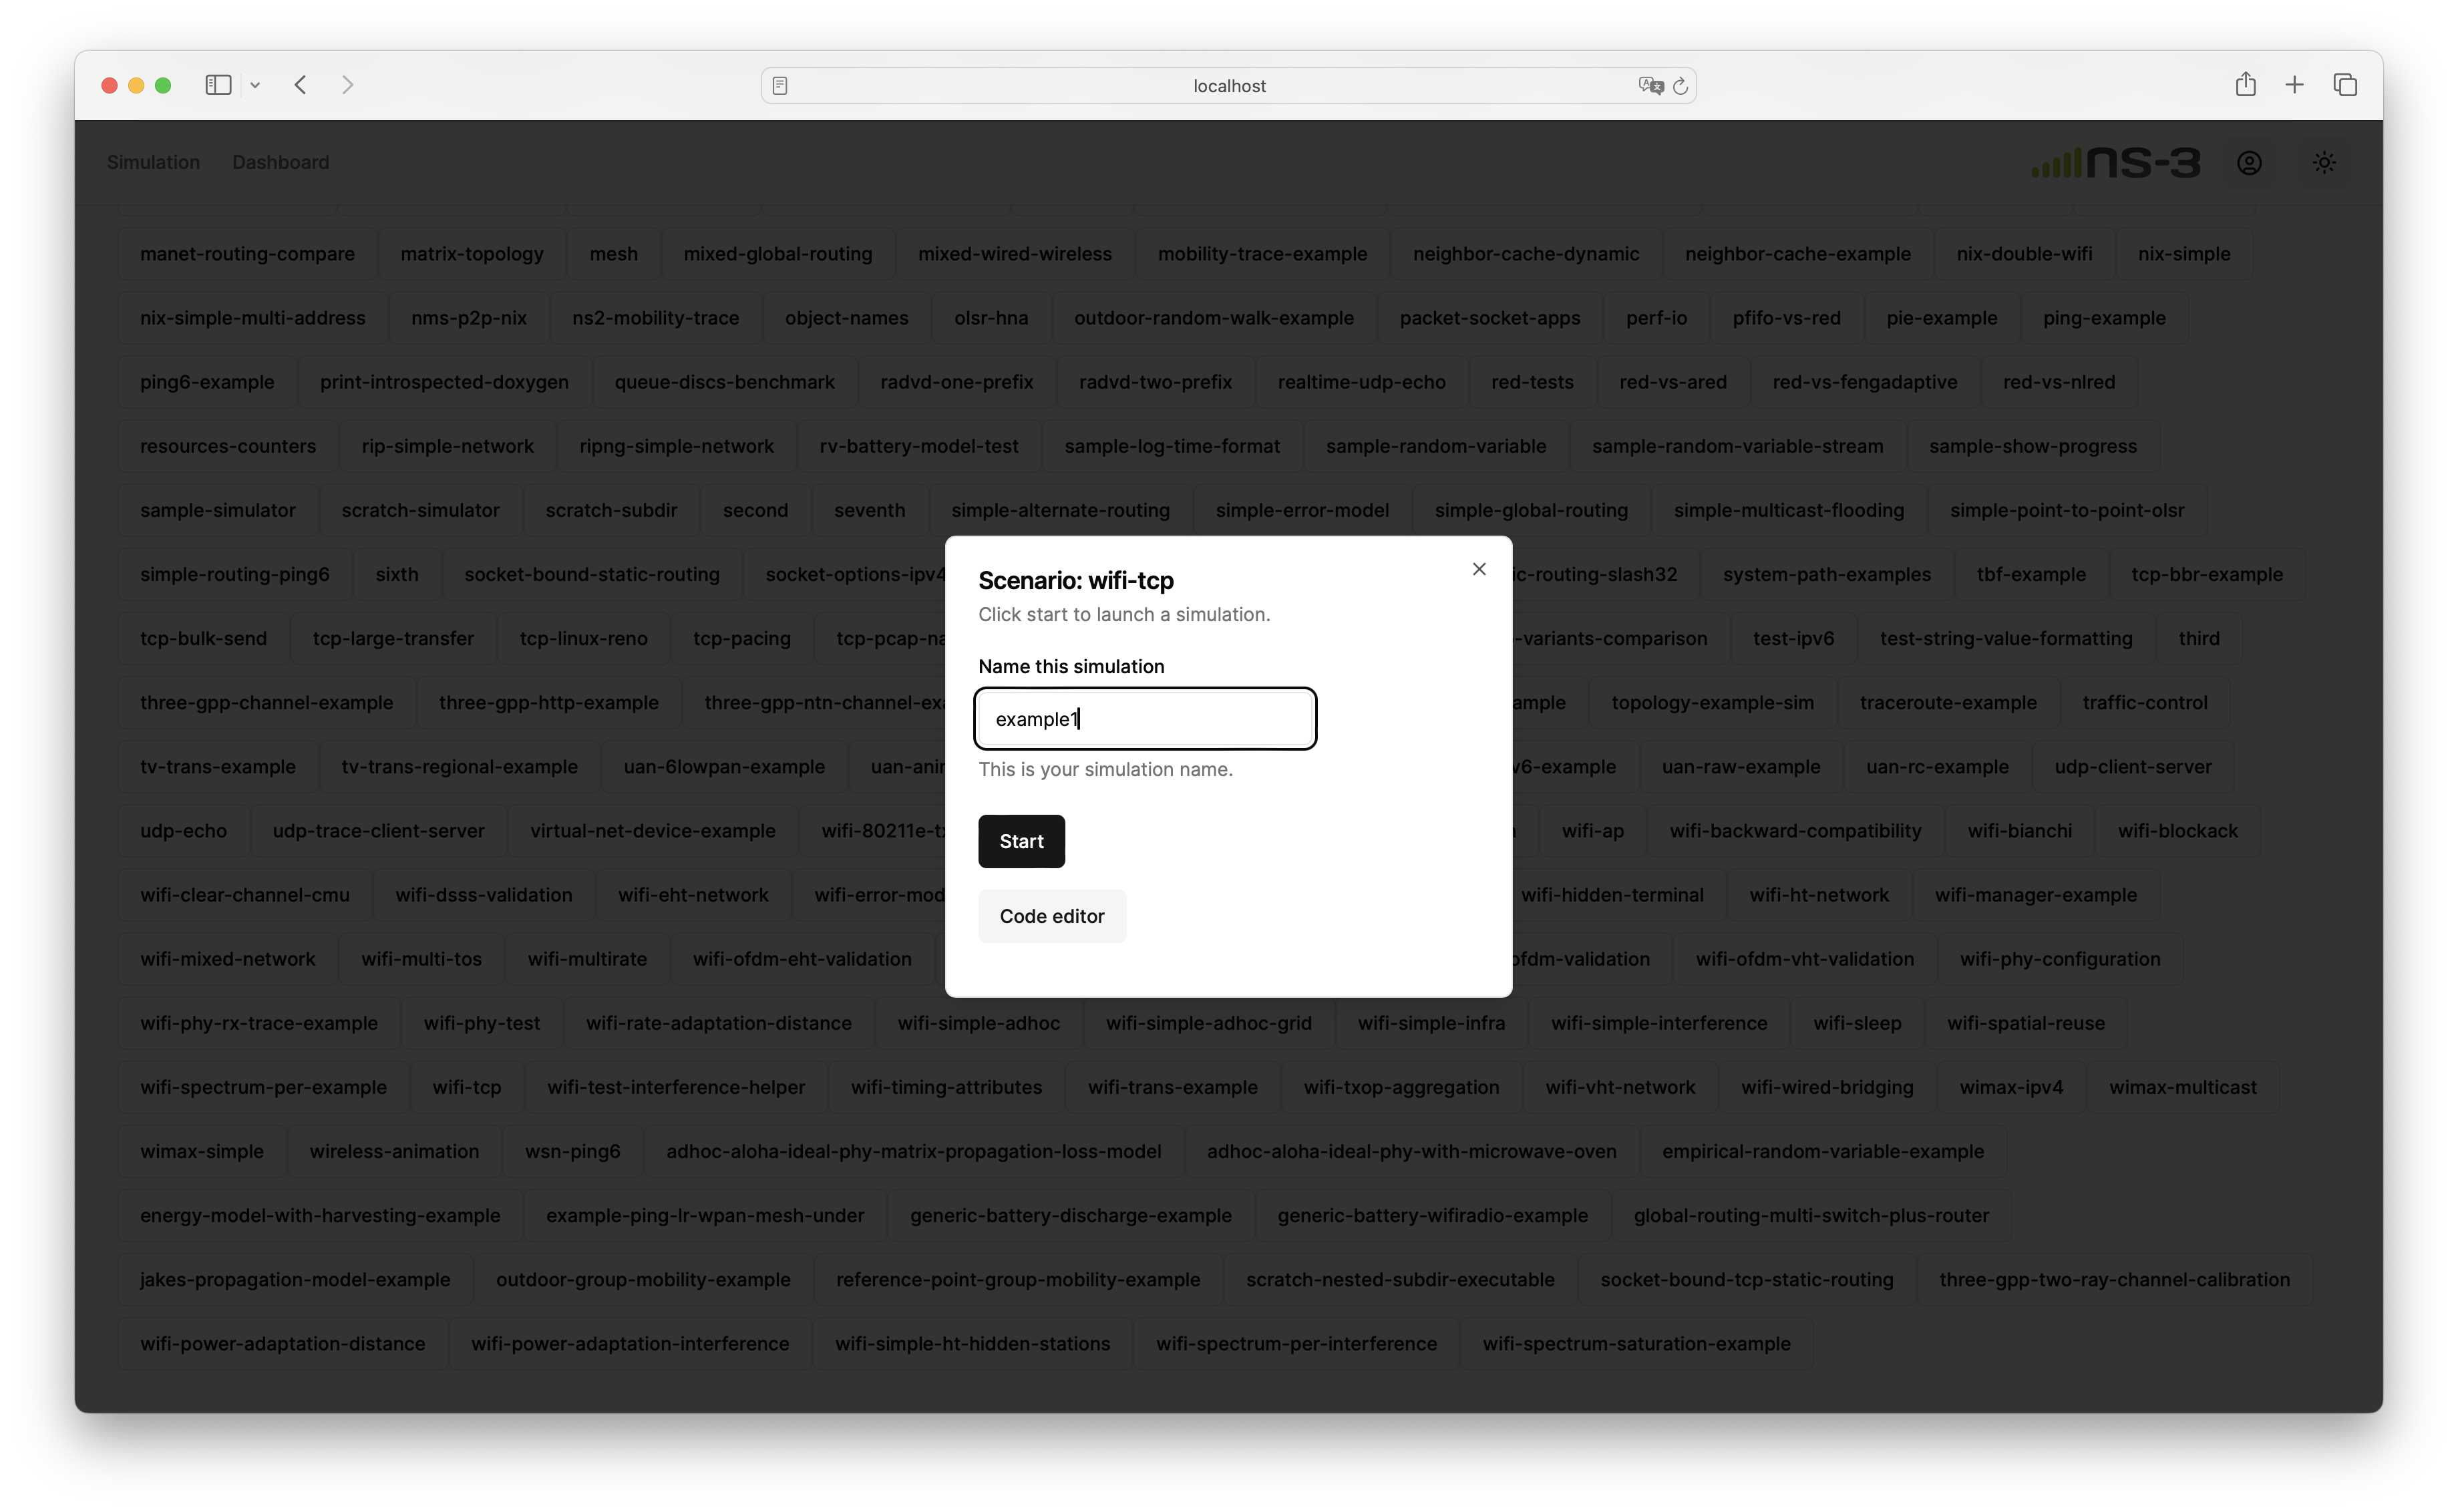 localhost
Simulation Dashboard ns-3
manet-routing-compare matrix-topology mesh mixed-global-routing mixed-wired-wireless mobility-trace-example neighbor-cache-dynamic neighbor-cache-example nix-double-wifi nix-simple
nix-simple-multi-address nms-p2p-nix ns2-mobility-trace object-names olsr-hna outdoor-random-walk-example packet-socket-apps perf-io pfifo-vs-red pie-example ping-example
ping6-example print-introspected-doxygen queue-discs-benchmark radvd-one-prefix radvd-two-prefix realtime-udp-echo red-tests red-vs-ared red-vs-fengadaptive red-vs-nlred
resources-counters rip-simple-network ripng-simple-network rv-battery-model-test sample-log-time-format sample-random-variable sample-random-variable-stream sample-show-progress
sample-simulator scratch-simulator scratch-subdir second seventh simple-alternate-routing simple-error-model simple-global-routing simple-multicast-flooding simple-point-to-point-olsr
simple-routing-ping6 sixth socket-bound-static-routing socket-options-ipv4 ic-routing-slash32 system-path-examples tbf-example tcp-bbr-example
tcp-bulk-send tcp-large-transfer tcp-linux-reno tcp-pacing tcp-pcap-na -variants-comparison test-ipv6 test-string-value-formatting third
three-gpp-channel-example three-gpp-http-example three-gpp-ntn-channel-exa ample topology-example-sim traceroute-example traffic-control
tv-trans-example tv-trans-regional-example uan-6lowpan-example uan-anim v6-example uan-raw-example uan-rc-example udp-client-server
udp-echo udp-trace-client-server virtual-net-device-example wifi-80211e-tx wifi-ap wifi-backward-compatibility wifi-bianchi wifi-blockack
wifi-clear-channel-cmu wifi-dsss-validation wifi-eht-network wifi-error-mod wifi-hidden-terminal wifi-ht-network wifi-manager-example
wifi-mixed-network wifi-multi-tos wifi-multirate wifi-ofdm-eht-validation ofdm-validation wifi-ofdm-vht-validation wifi-phy-configuration
wifi-phy-rx-trace-example wifi-phy-test wifi-rate-adaptation-distance wifi-simple-adhoc wifi-simple-adhoc-grid wifi-simple-infra wifi-simple-interference wifi-sleep wifi-spatial-reuse
wifi-spectrum-per-example wifi-tcp wifi-test-interference-helper wifi-timing-attributes wifi-trans-example wifi-txop-aggregation wifi-vht-network wifi-wired-bridging wimax-ipv4 wimax-multicast
wimax-simple wireless-animation wsn-ping6 adhoc-aloha-ideal-phy-matrix-propagation-loss-model adhoc-aloha-ideal-phy-with-microwave-oven empirical-random-variable-example
energy-model-with-harvesting-example example-ping-lr-wpan-mesh-under generic-battery-discharge-example generic-battery-wifiradio-example global-routing-multi-switch-plus-router
jakes-propagation-model-example outdoor-group-mobility-example reference-point-group-mobility-example scratch-nested-subdir-executable socket-bound-tcp-static-routing three-gpp-two-ray-channel-calibration
wifi-power-adaptation-distance wifi-power-adaptation-interference wifi-simple-ht-hidden-stations wifi-spectrum-per-interference wifi-spectrum-saturation-example
Scenario: wifi-tcp
Click start to launch a simulation.
Name this simulation
example1
This is your simulation name.
Start
Code editor